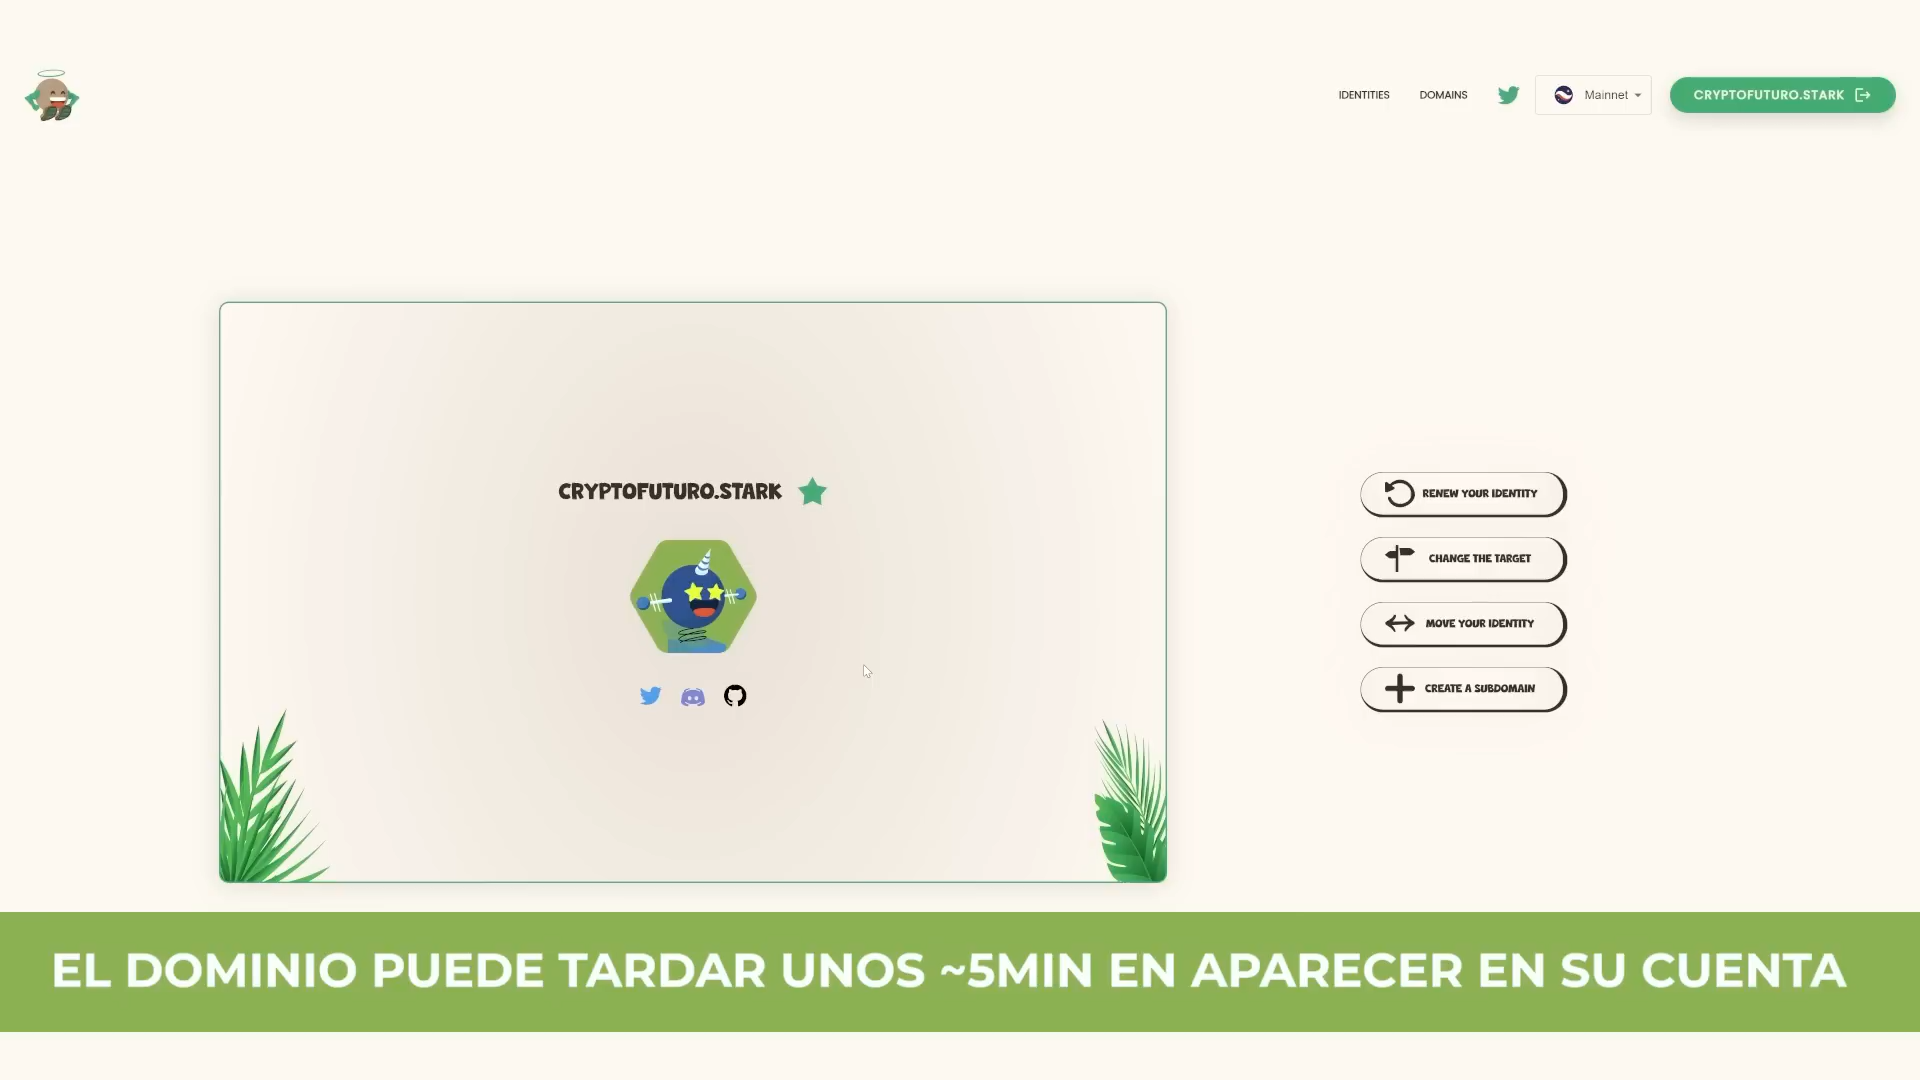 IDENTITIES
DOMAINS
Mainnet
CRYPTOFUTURO.STARK
CRYPTOFUTURO.STARK
RENEW YOUR IDENTITY
CHANGE THE TARGET
MOVE YOUR IDENTITY
CREATE A SUBDOMAIN
EL DOMINIO PUEDE TARDAR UNOS ~5MIN EN APARECER EN SU CUENTA